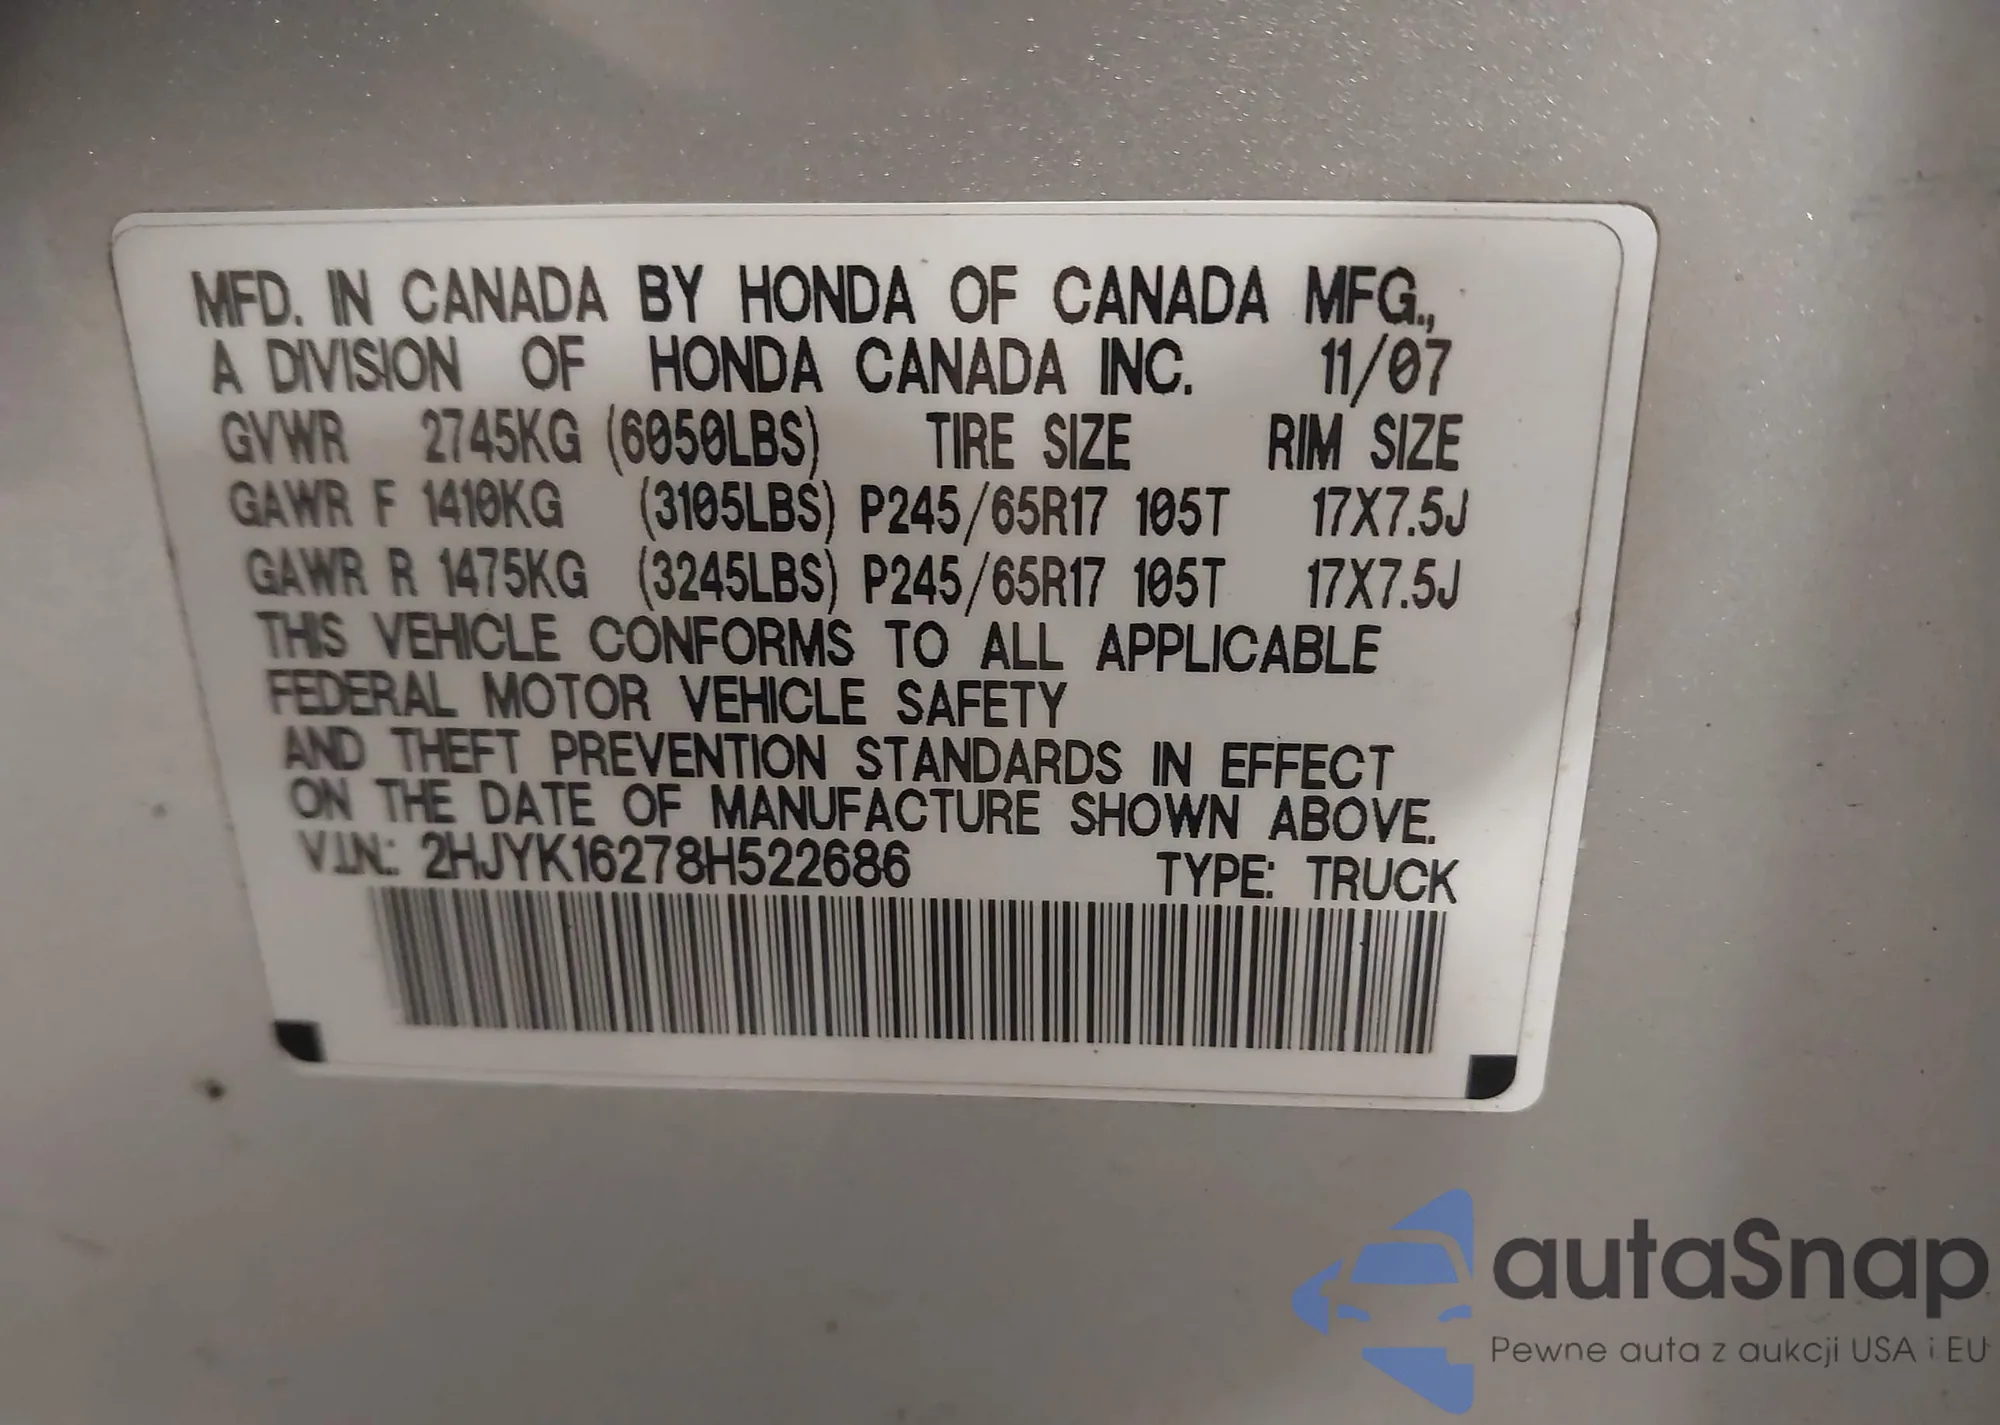 MFD. IN CANADA BY HONDA OF CANADA MFG.,
A DIVISION OF HONDA CANADA INC. 11/07
GVWR 2745KG (6050LBS) TIRE SIZE RIM SIZE
GAWR F 1410KG (3105LBS) P245/65R17 105T 17X7.5J
GAWR R 1475KG (3245LBS) P245/65R17 105T 17X7.5J
THIS VEHICLE CONFORMS TO ALL APPLICABLE
FEDERAL MOTOR VEHICLE SAFETY
AND THEFT PREVENTION STANDARDS IN EFFECT
ON THE DATE OF MANUFACTURE SHOWN ABOVE.
V.I.N.: 2HJYK16278H522686 TYPE: TRUCK
autaSnap
Pewne auta z aukcji USA i EU